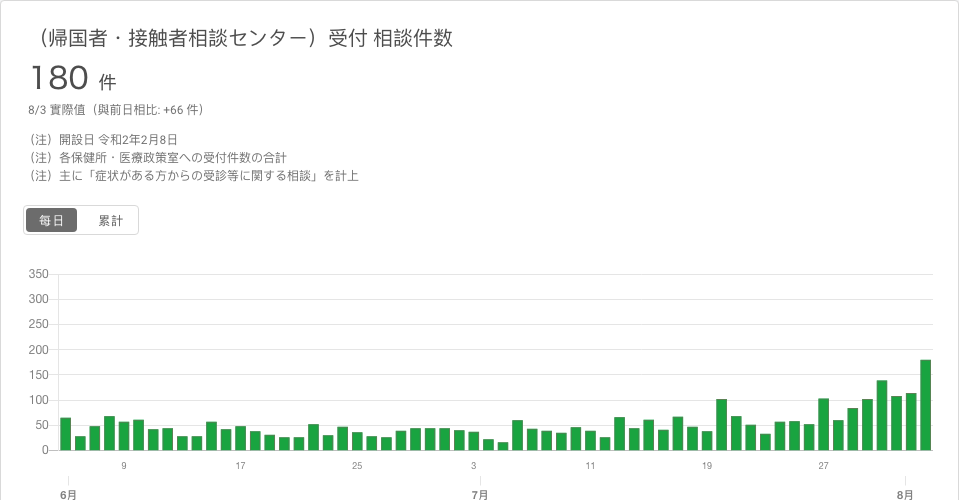 （帰国者・接触者相談センター）受付 相談件数
180 件
8/3 實際值（與前日相比: +66 件）
（注）開設日 令和2年2月8日
（注）各保健所・医療政策室への受付件数の合計
（注）主に「症状がある方からの受診等に関する相談」を計上
每日 累計
350
300
250
200
150
100
50
0
9 17 25 3 11 19 27
6月 7月 8月